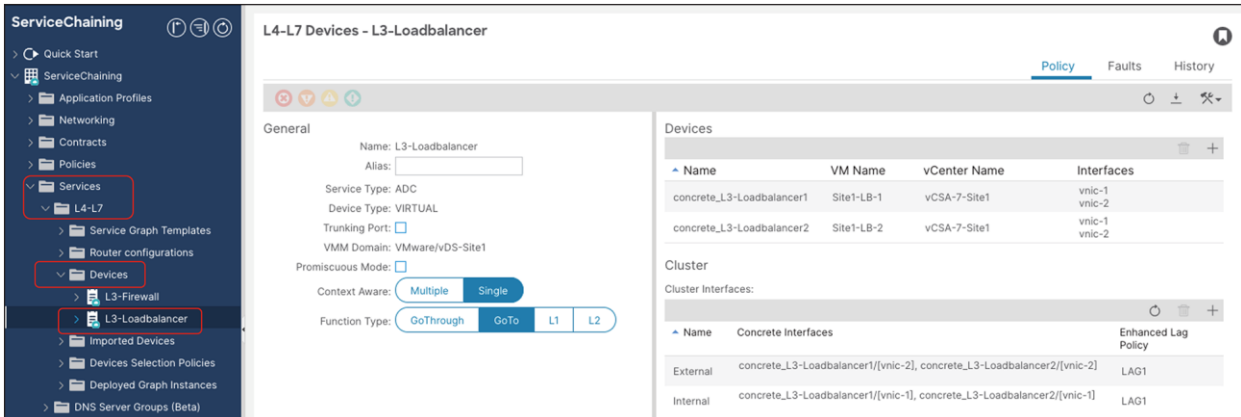 ServiceChaining
Quick Start
ServiceChaining
Application Profiles
Networking
Contracts
Policies
Services
L4-L7
Service Graph Templates
Router configurations
Devices
L3-Firewall
L3-Loadbalancer
Imported Devices
Devices Selection Policies
Deployed Graph Instances
DNS Server Groups (Beta)
L4-L7 Devices - L3-Loadbalancer
Policy Faults History
General
Name: L3-Loadbalancer
Alias:
Service Type: ADC
Device Type: VIRTUAL
Trunking Port:
VMM Domain: VMware/vDS-Site1
Promiscuous Mode:
Context Aware: Multiple Single
Function Type: GoThrough GoTo L1 L2
Devices
Name VM Name vCenter Name Interfaces
concrete_L3-Loadbalancer1 Site1-LB-1 vCSA-7-Site1 vnic-1
vnic-2
concrete_L3-Loadbalancer2 Site1-LB-2 vCSA-7-Site1 vnic-1
vnic-2
Cluster
Cluster Interfaces:
Name Concrete Interfaces Enhanced Lag
Policy
External concrete_L3-Loadbalancer1/[vnic-2], concrete_L3-Loadbalancer2/[vnic-2] LAG1
Internal concrete_L3-Loadbalancer1/[vnic-1], concrete_L3-Loadbalancer2/[vnic-1] LAG1